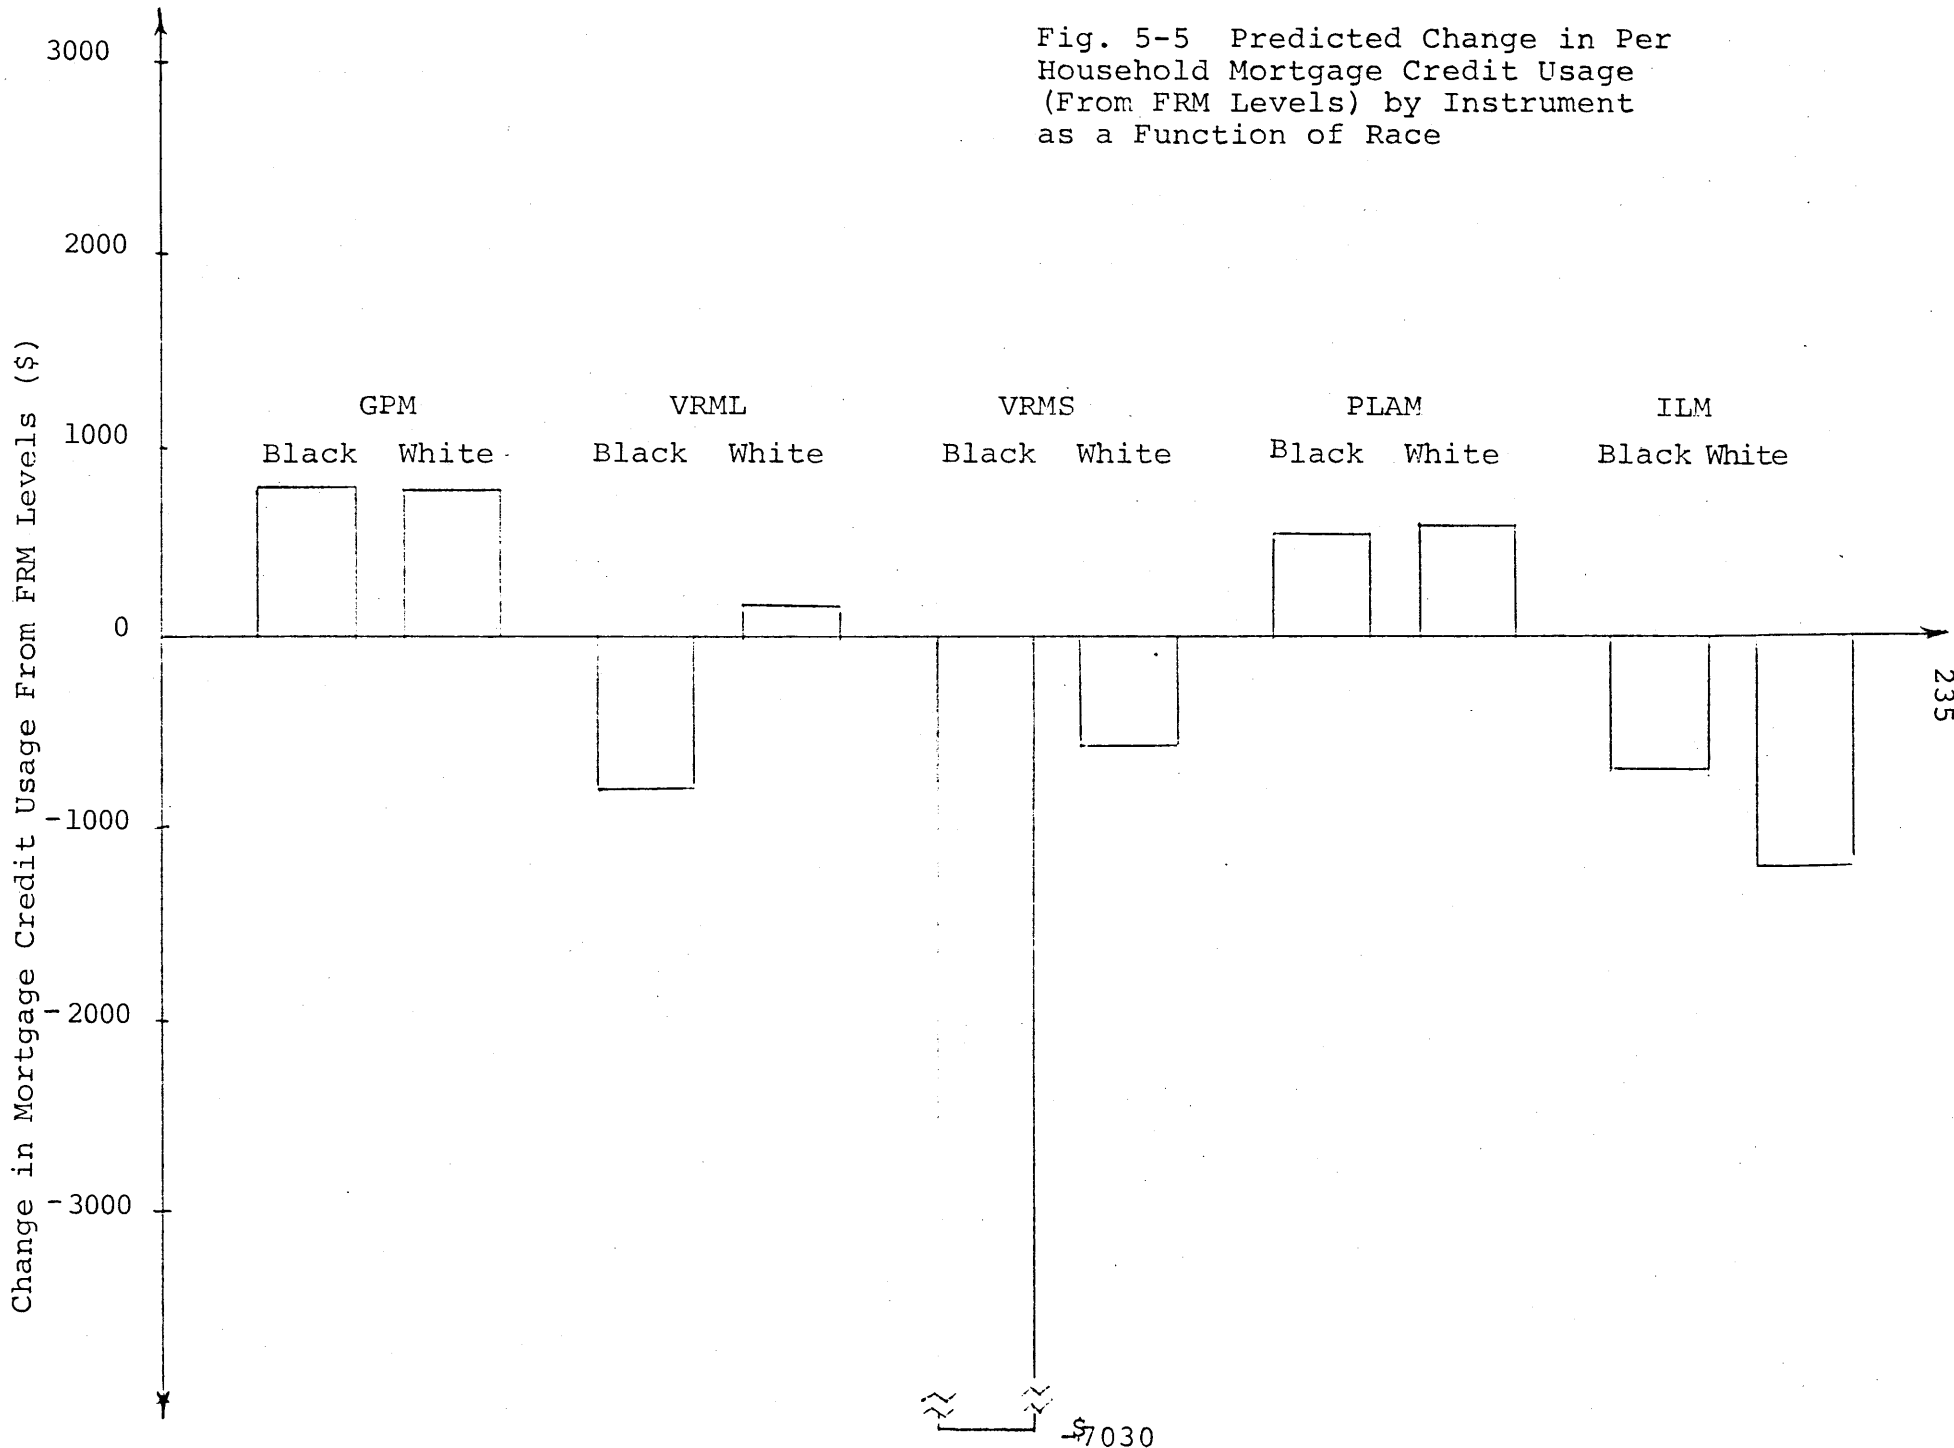 Fig. 5-5 Predicted Change in Per
Household Mortgage Credit Usage
(From FRM Levels) by Instrument
as a Function of Race
Change in Mortgage Credit Usage From FRM Levels ($)
3000
2000
1000
0
-1000
-2000
-3000
GPM VRML VRMS PLAM ILM
Black White Black White Black White Black White Black White
-$7030
235